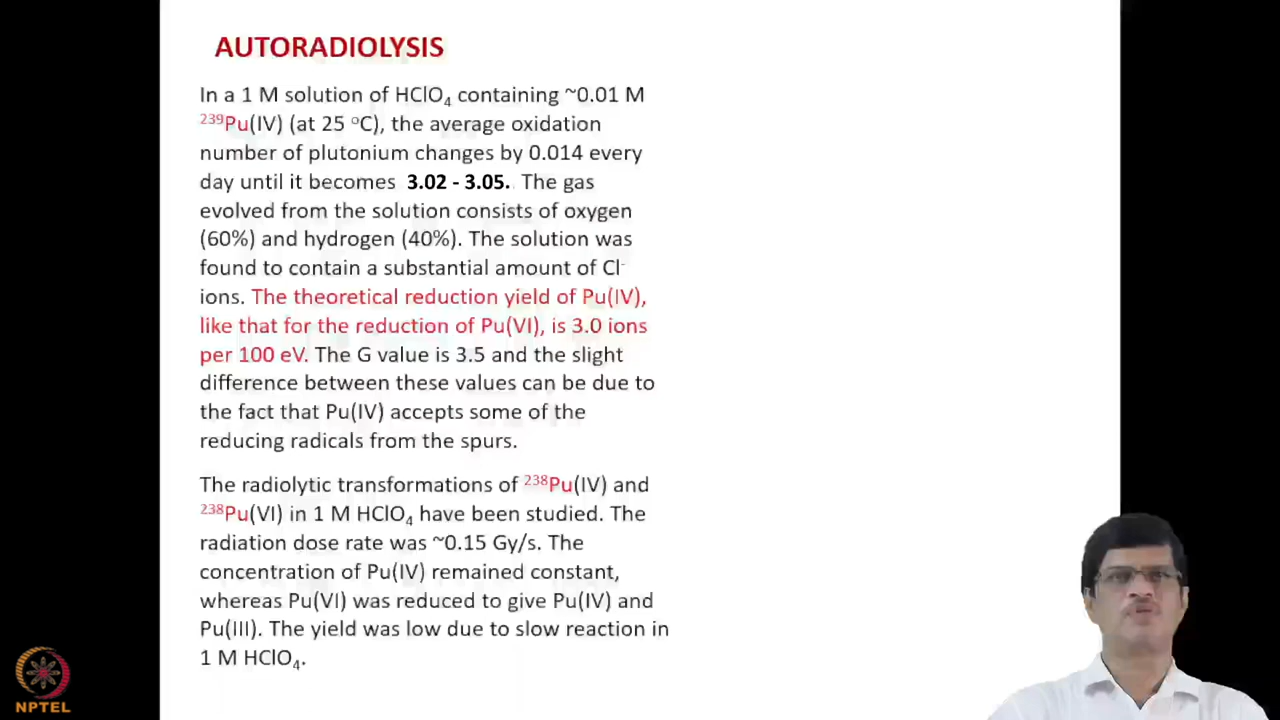 AUTORADIOLYSIS
In a 1 M solution of HClO₄ containing ~0.01 M
²³⁹Pu(IV) (at 25 °C), the average oxidation
number of plutonium changes by 0.014 every
day until it becomes 3.02 - 3.05. The gas
evolved from the solution consists of oxygen
(60%) and hydrogen (40%). The solution was
found to contain a substantial amount of Cl⁻
ions. The theoretical reduction yield of Pu(IV),
like that for the reduction of Pu(VI), is 3.0 ions
per 100 eV. The G value is 3.5 and the slight
difference between these values can be due to
the fact that Pu(IV) accepts some of the
reducing radicals from the spurs.
The radiolytic transformations of ²³⁸Pu(IV) and
²³⁸Pu(VI) in 1 M HClO₄ have been studied. The
radiation dose rate was ~0.15 Gy/s. The
concentration of Pu(IV) remained constant,
whereas Pu(VI) was reduced to give Pu(IV) and
Pu(III). The yield was low due to slow reaction in
1 M HClO₄.
NPTEL